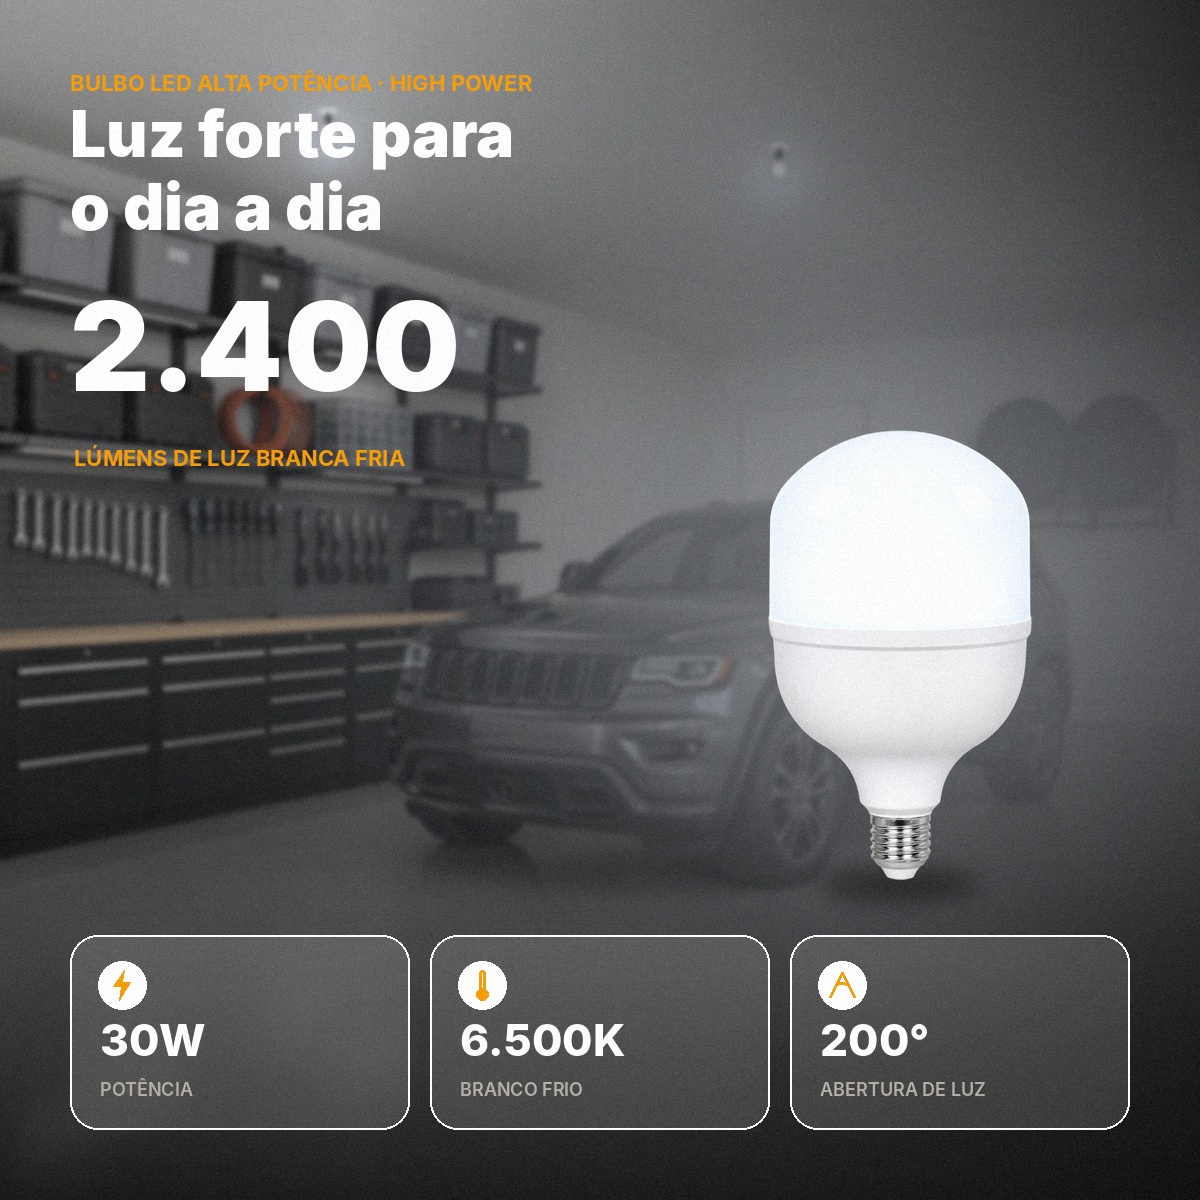 BULBO LED ALTA POTÊNCIA · HIGH POWER
Luz forte para
o dia a dia
2.400
LÚMENS DE LUZ BRANCA FRIA
30W
POTÊNCIA
6.500K
BRANCO FRIO
200°
ABERTURA DE LUZ